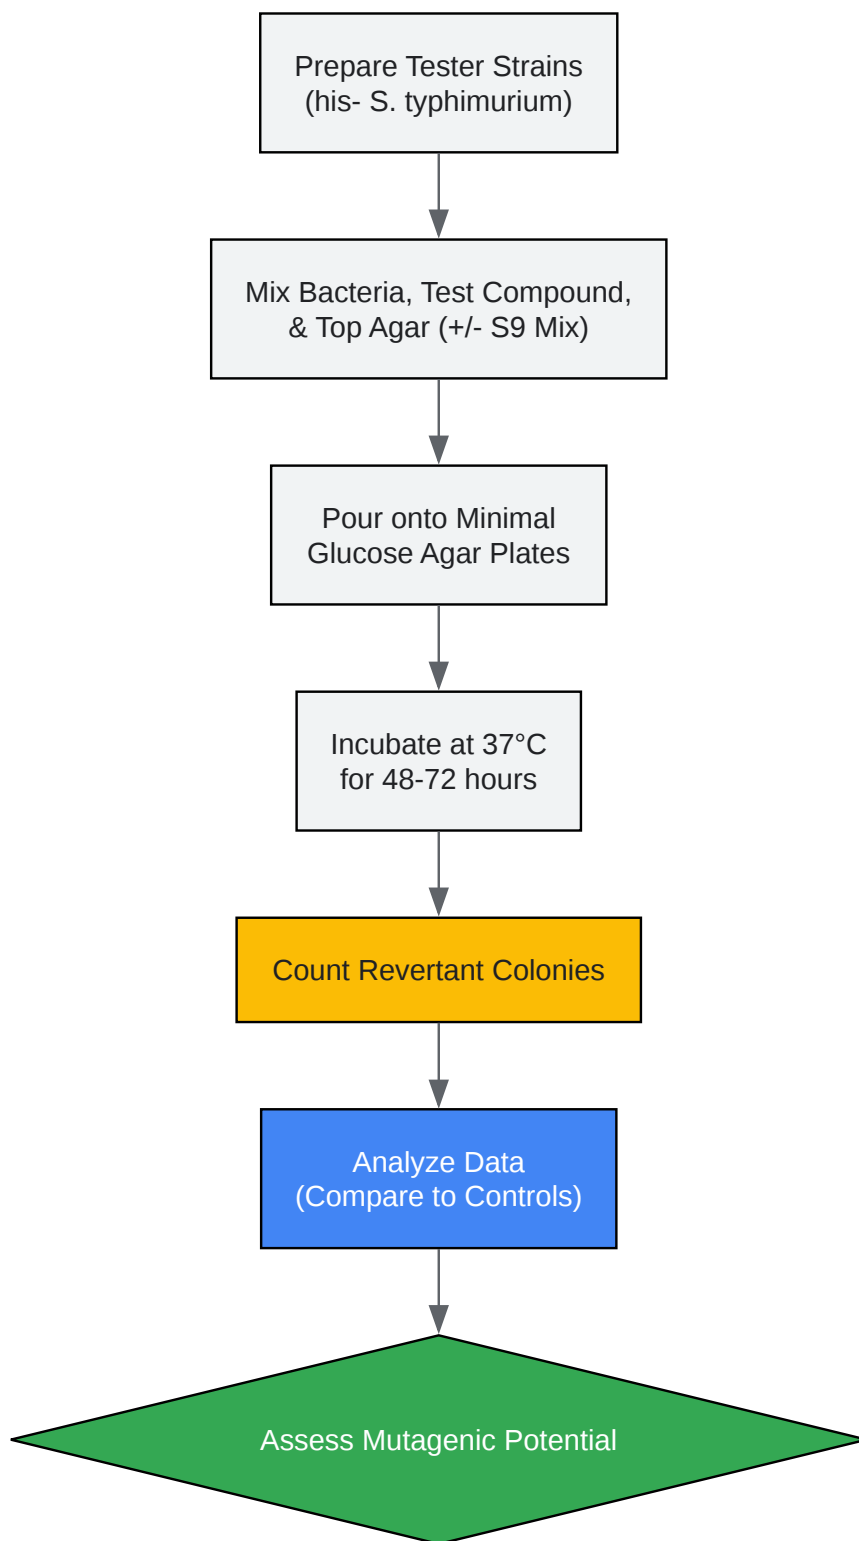 Prepare Tester Strains
(his- S. typhimurium)
Mix Bacteria, Test Compound,
& Top Agar (+/- S9 Mix)
Pour onto Minimal
Glucose Agar Plates
Incubate at 37°C
for 48-72 hours
Count Revertant Colonies
Analyze Data
(Compare to Controls)
Assess Mutagenic Potential